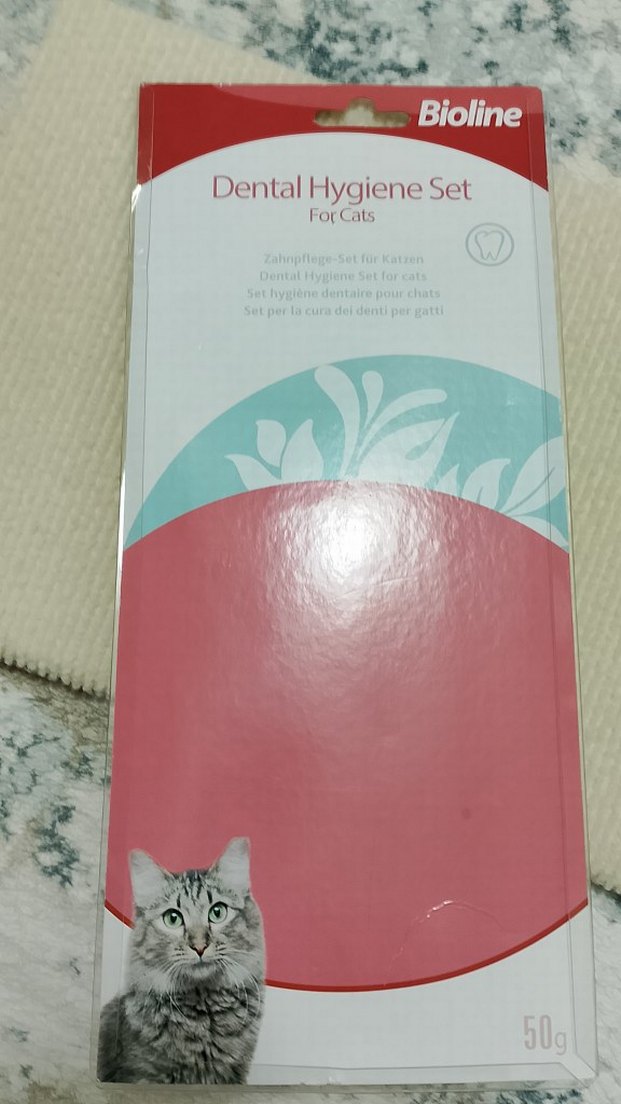 Bioline
Dental Hygiene Set
For Cats
Zahnpflege-Set für Katzen
Dental Hygiene Set for cats
Set hygiène dentaire pour chats
Set per la cura dei denti per gatti
50g